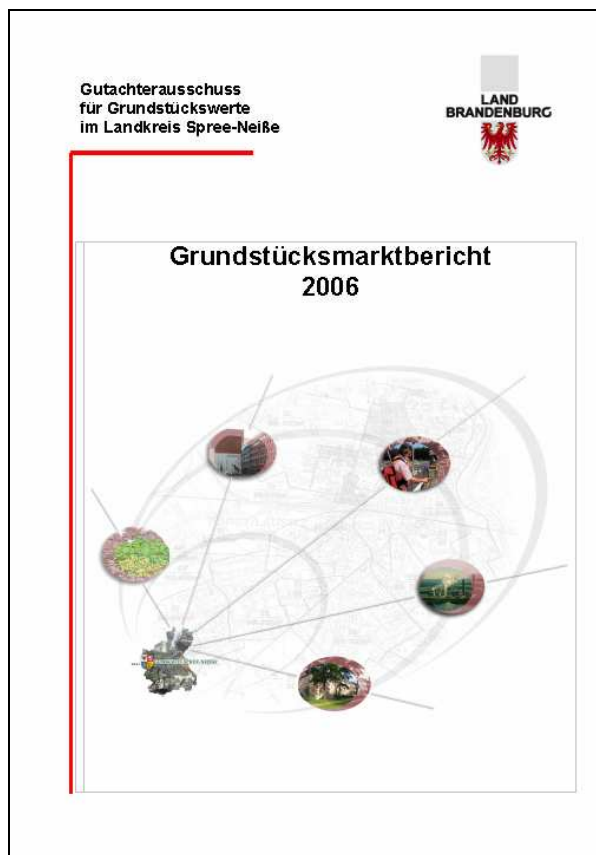 Gutachterausschuss
für Grundstückswerte
im Landkreis Spree-Neiße
LAND
BRANDENBURG
Grundstücksmarktbericht
2006